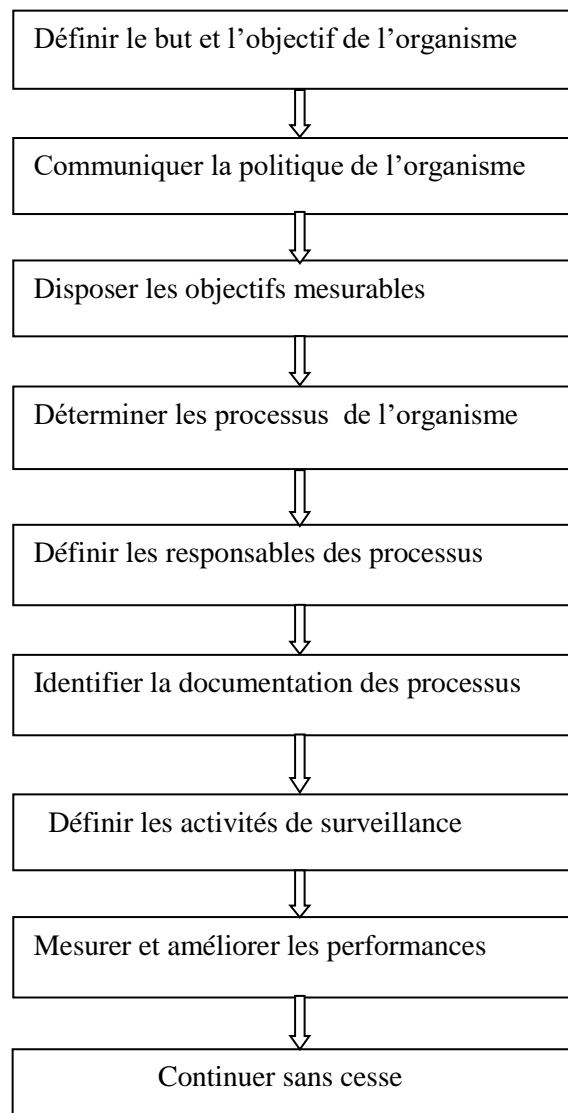 Définir le but et l’objectif de l’organisme
Communiquer la politique de l’organisme
Disposer les objectifs mesurables
Déterminer les processus de l’organisme
Définir les responsables des processus
Identifier la documentation des processus
Définir les activités de surveillance
Mesurer et améliorer les performances
Continuer sans cesse